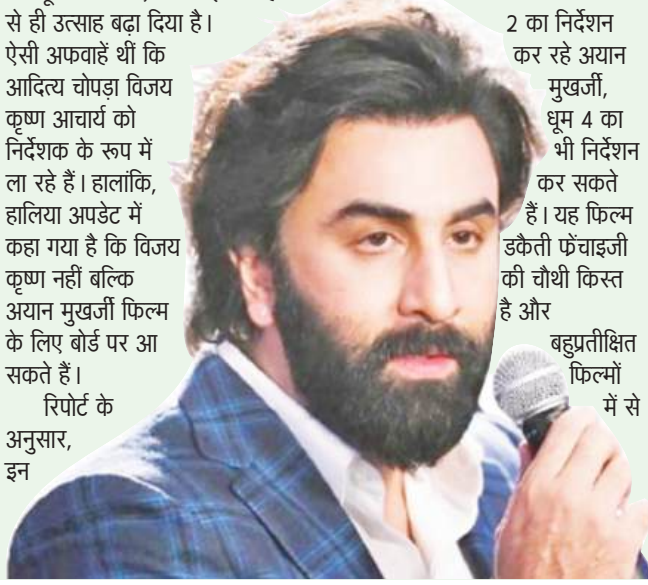 से ही उत्साह बढ़ा दिया है।
ऐसी अफवाहें थीं कि
आदित्य चोपड़ा विजय
कृष्ण आचार्य को
निर्देशक के रूप में
ला रहे हैं। हालांकि,
हालिया अपडेट में
कहा गया है कि विजय
कृष्ण नहीं बल्कि
अयान मुखर्जी फिल्म
के लिए बोर्ड पर आ
सकते हैं।
रिपोर्ट के
अनुसार,
इन
2 का निर्देशन
कर रहे अयान
मुखर्जी,
धूम 4 का
भी निर्देशन
कर सकते
हैं। यह फिल्म
डकैती फ्रेंचाइजी
की चौथी किस्त
है और
बहुप्रतीक्षित
फिल्मों
में से